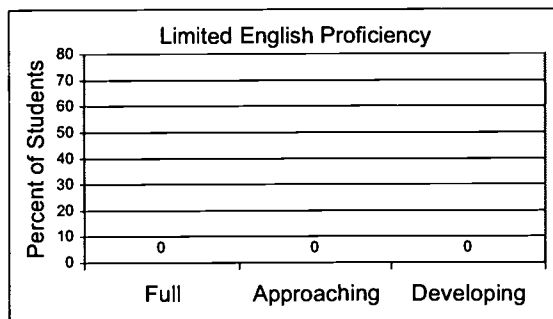 Limited English Proficiency
Percent of Students
80
70
60
50
40
30
20
10
0
0 0 0
Full Approaching Developing